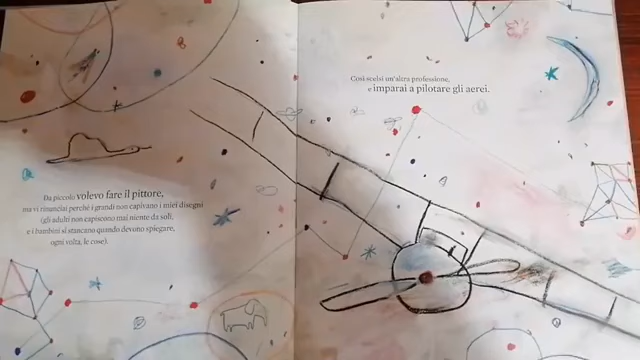 Da piccolo volevo fare il pittore,
ma vi rinunciai perché i grandi non capivano i miei disegni
(gli adulti non capiscono mai niente da soli,
e i bambini si stancano quando devono spiegare,
ogni volta, le cose).
Così scelsi un'altra professione,
e imparai a pilotare gli aerei.